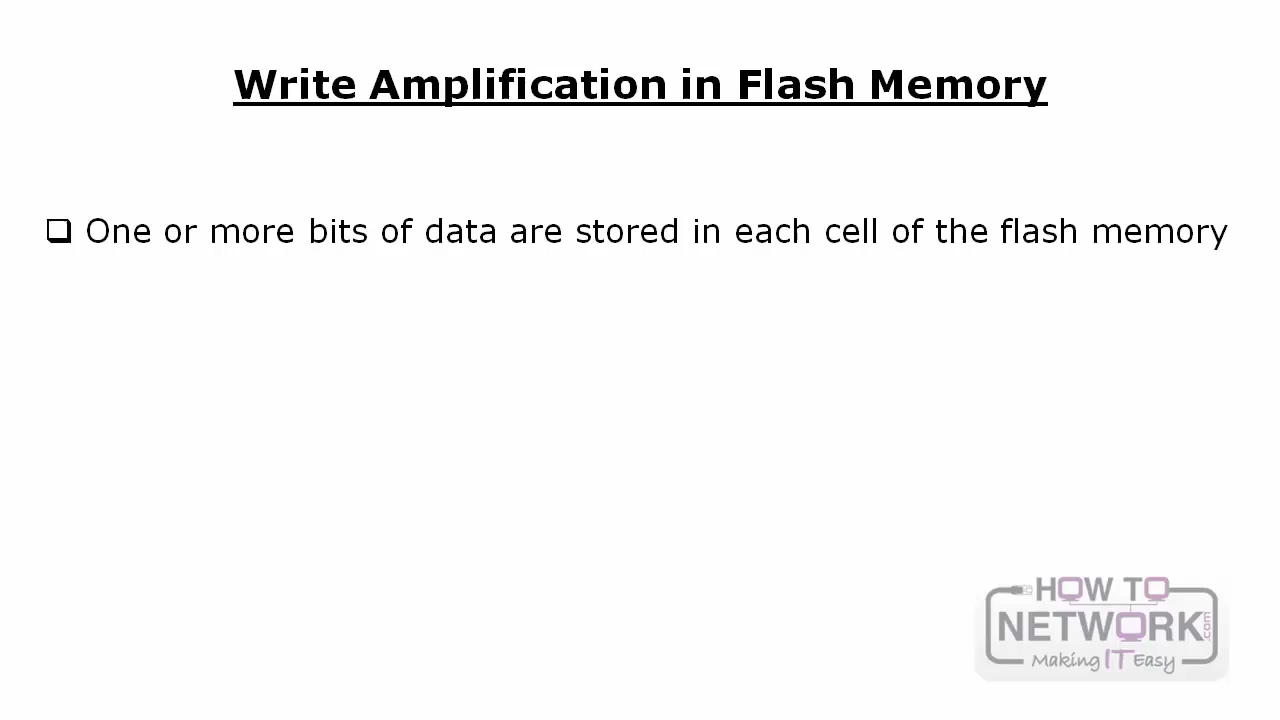 Write Amplification in Flash Memory
❑ One or more bits of data are stored in each cell of the flash memory
HOW TO
NETWORK.com
Making IT Easy